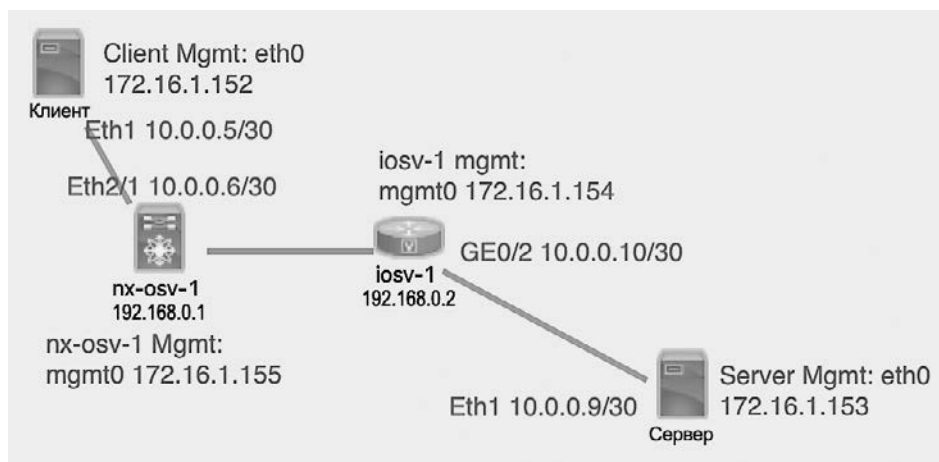 Client Mgmt: eth0
172.16.1.152
Клиент
Eth1 10.0.0.5/30
Eth2/1 10.0.0.6/30
iosv-1 mgmt:
mgmt0 172.16.1.154
GE0/2 10.0.0.10/30
nx-osv-1
192.168.0.1
iosv-1
192.168.0.2
nx-osv-1 Mgmt:
mgmt0 172.16.1.155
Eth1 10.0.0.9/30
Server Mgmt: eth0
172.16.1.153
Сервер